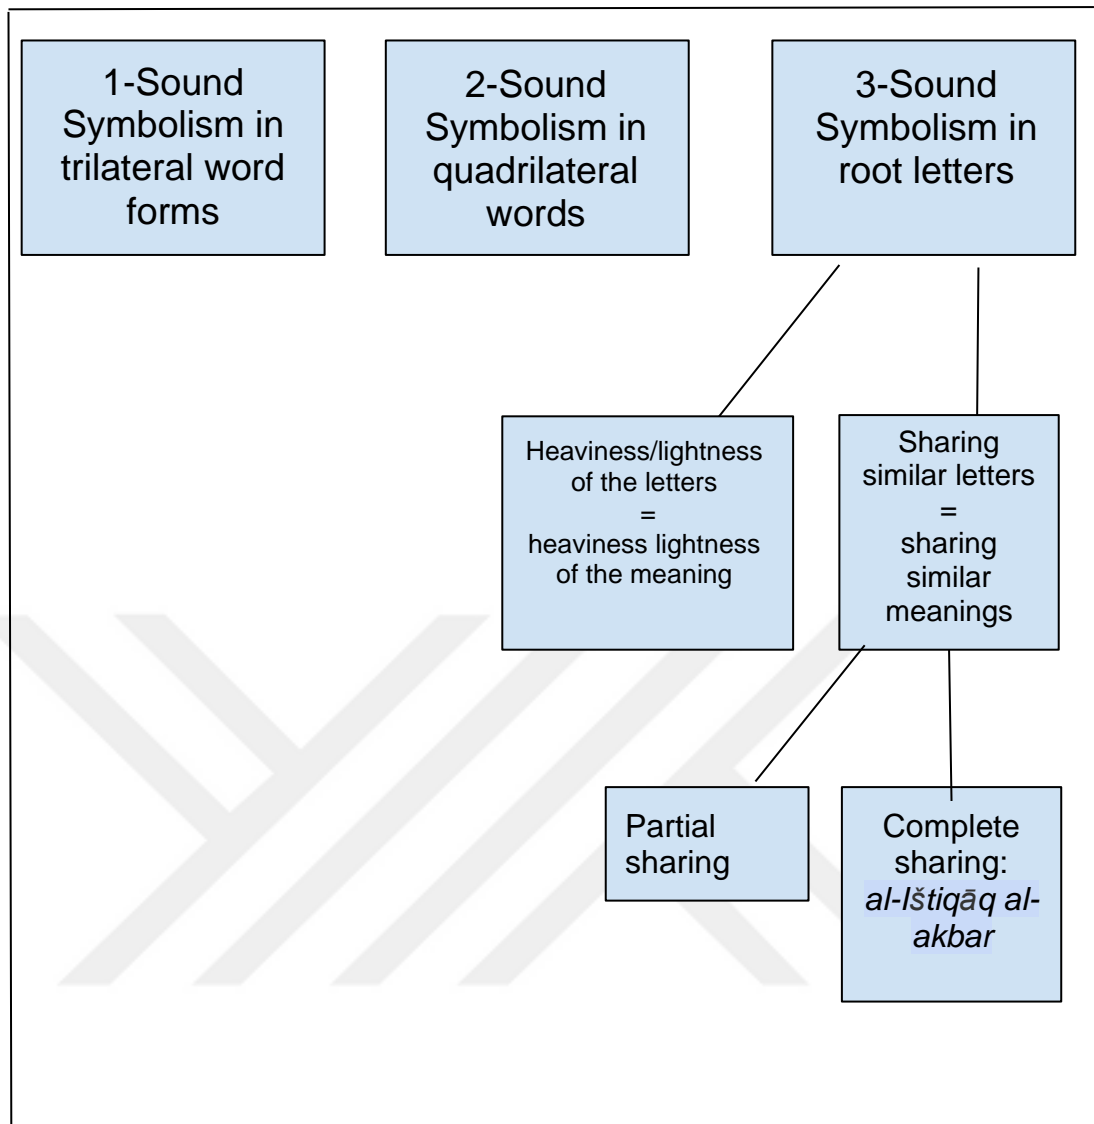 1-Sound
Symbolism in
trilateral word
forms
2-Sound
Symbolism in
quadrilateral
words
3-Sound
Symbolism in
root letters
Heaviness/lightness
of the letters
=
heaviness lightness
of the meaning
Sharing
similar letters
=
sharing
similar
meanings
Partial
sharing
Complete
sharing:
al-Ištiqāq al-
akbar